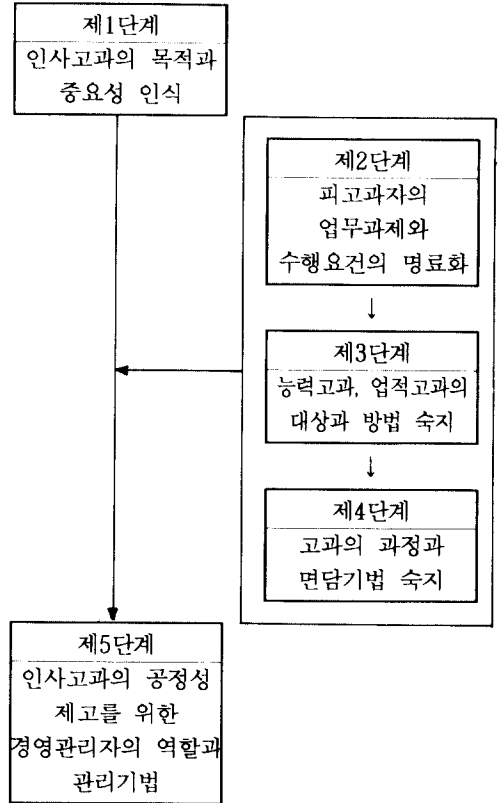 제1단계
인사고과의 목적과
중요성 인식
제2단계
피고과자의
업무과제와
수행요건의 명료화
↓
제3단계
능력고과, 업적고과의
대상과 방법 숙지
↓
제4단계
고과의 과정과
면담기법 숙지
제5단계
인사고과의 공정성
제고를 위한
경영관리자의 역할과
관리기법